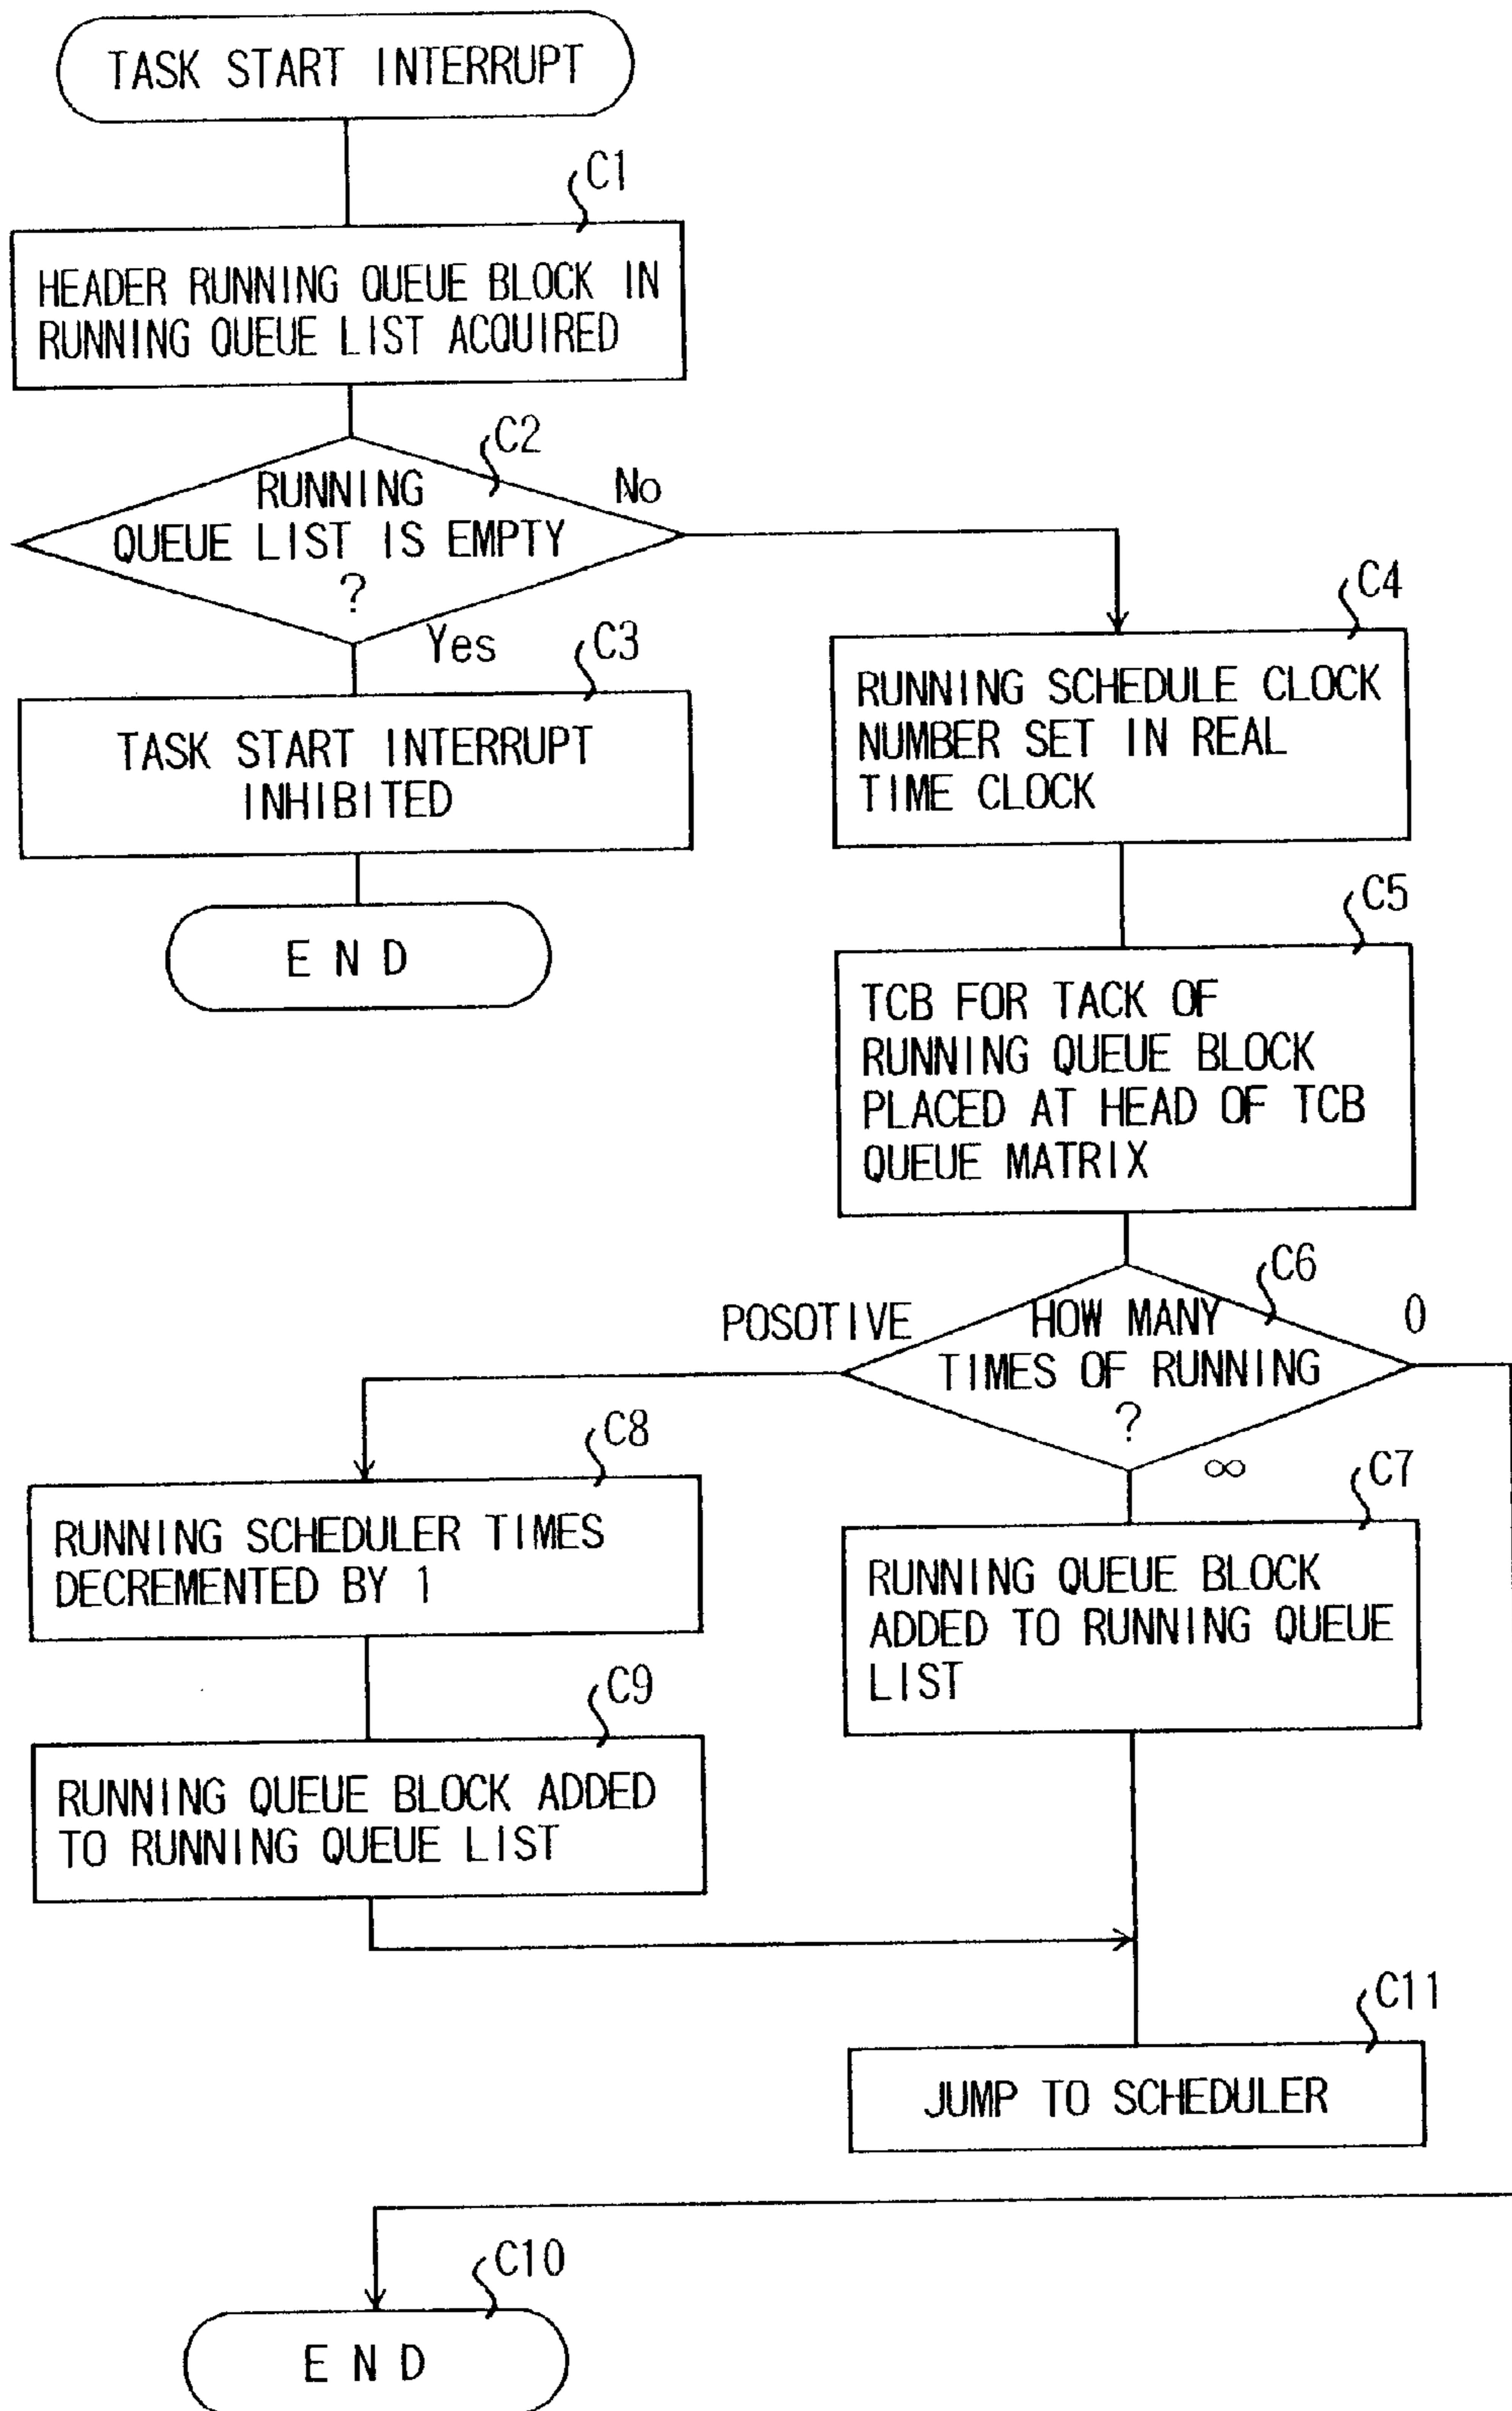 TASK START INTERRUPT
C1
HEADER RUNNING QUEUE BLOCK IN
RUNNING QUEUE LIST ACQUIRED
C2
RUNNING
QUEUE LIST IS EMPTY
?
No
Yes
C3
TASK START INTERRUPT
INHIBITED
END
C4
RUNNING SCHEDULE CLOCK
NUMBER SET IN REAL
TIME CLOCK
C5
TCB FOR TACK OF
RUNNING QUEUE BLOCK
PLACED AT HEAD OF TCB
QUEUE MATRIX
C6
HOW MANY
TIMES OF RUNNING
?
POSOTIVE
0
∞
C8
RUNNING SCHEDULER TIMES
DECREMENTED BY 1
C9
RUNNING QUEUE BLOCK ADDED
TO RUNNING QUEUE LIST
C7
RUNNING QUEUE BLOCK
ADDED TO RUNNING QUEUE
LIST
C11
JUMP TO SCHEDULER
C10
END